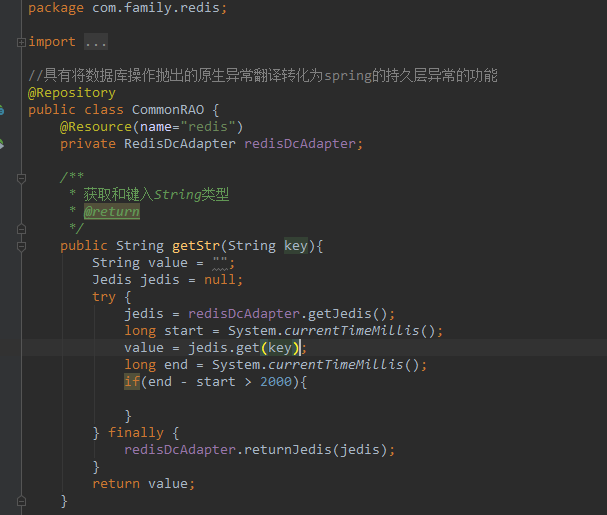 package com.family.redis;
import ...
//具有将数据库操作抛出的原生异常翻译转化为spring的持久层异常的功能
@Repository
public class CommonRAO {
@Resource(name="redis")
private RedisDcAdapter redisDcAdapter;
/**
* 获取和键入String类型
* @return
*/
public String getStr(String key){
String value = "";
Jedis jedis = null;
try {
jedis = redisDcAdapter.getJedis();
long start = System.currentTimeMillis();
value = jedis.get(key);
long end = System.currentTimeMillis();
if(end - start > 2000){
}
} finally {
redisDcAdapter.returnJedis(jedis);
}
return value;
}